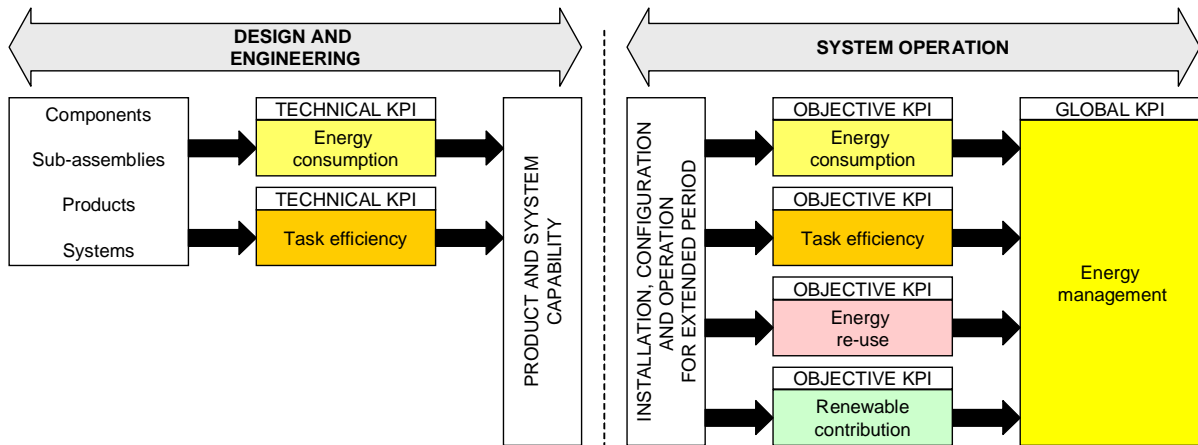 DESIGN AND
ENGINEERING
SYSTEM OPERATION
Components
Sub-assemblies
Products
Systems
TECHNICAL KPI
Energy
consumption
TECHNICAL KPI
Task efficiency
PRODUCT AND SYYSTEM
CAPABILITY
INSTALLATION, CONFIGURATION
AND OPERATION
FOR EXTENDED PERIOD
OBJECTIVE KPI
Energy
consumption
OBJECTIVE KPI
Task efficiency
OBJECTIVE KPI
Energy
re-use
OBJECTIVE KPI
Renewable
contribution
GLOBAL KPI
Energy
management